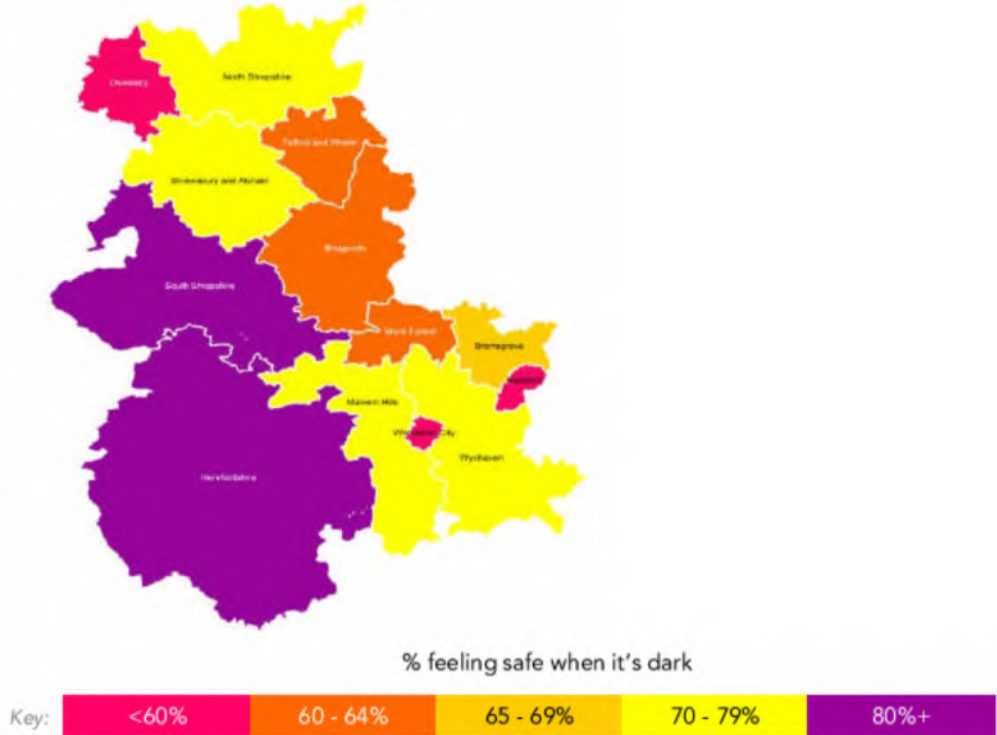 Oswestry
North Shropshire
Telford and Wrekin
Shrewsbury and Atcham
Bridgnorth
South Shropshire
Wyre Forest
Bromsgrove
Redditch
Malvern Hills
Worcester City
Wychavon
Herefordshire
% feeling safe when it's dark
Key: <60% 60 - 64% 65 - 69% 70 - 79% 80%+